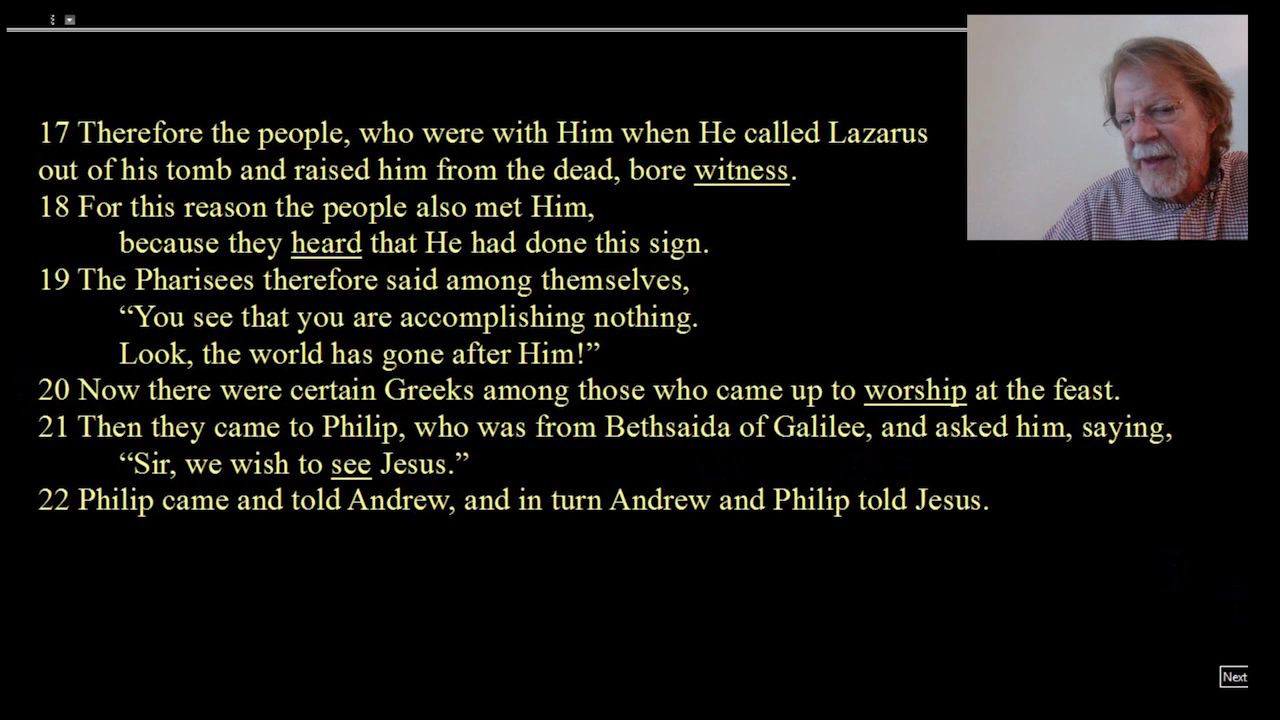 17 Therefore the people, who were with Him when He called Lazarus
out of his tomb and raised him from the dead, bore witness.
18 For this reason the people also met Him,
because they heard that He had done this sign.
19 The Pharisees therefore said among themselves,
“You see that you are accomplishing nothing.
Look, the world has gone after Him!”
20 Now there were certain Greeks among those who came up to worship at the feast.
21 Then they came to Philip, who was from Bethsaida of Galilee, and asked him, saying,
“Sir, we wish to see Jesus.”
22 Philip came and told Andrew, and in turn Andrew and Philip told Jesus.
Next